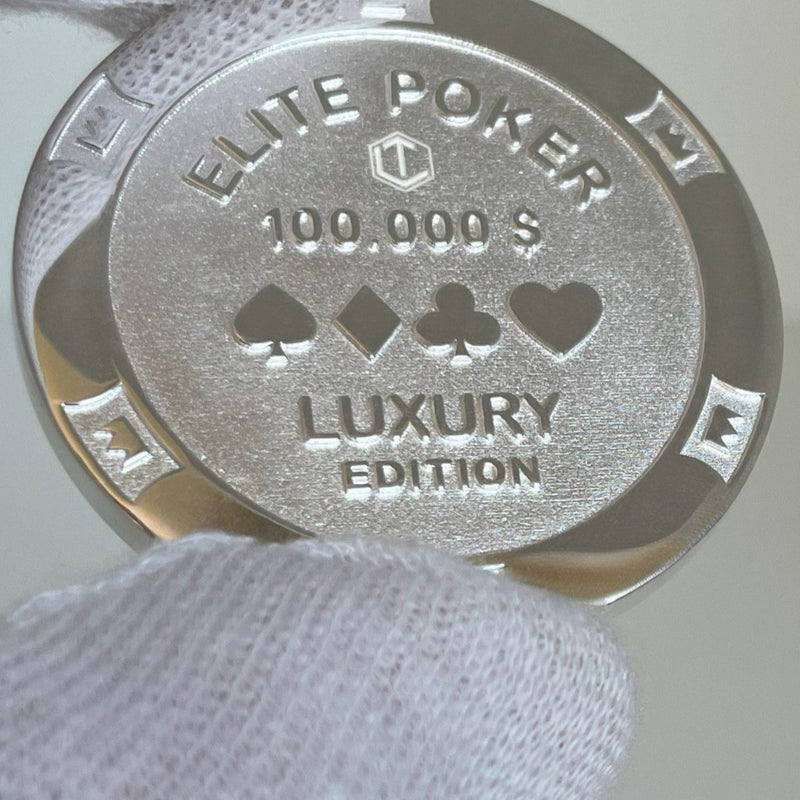 ELITE POKER
100.000 $
LUXURY
EDITION